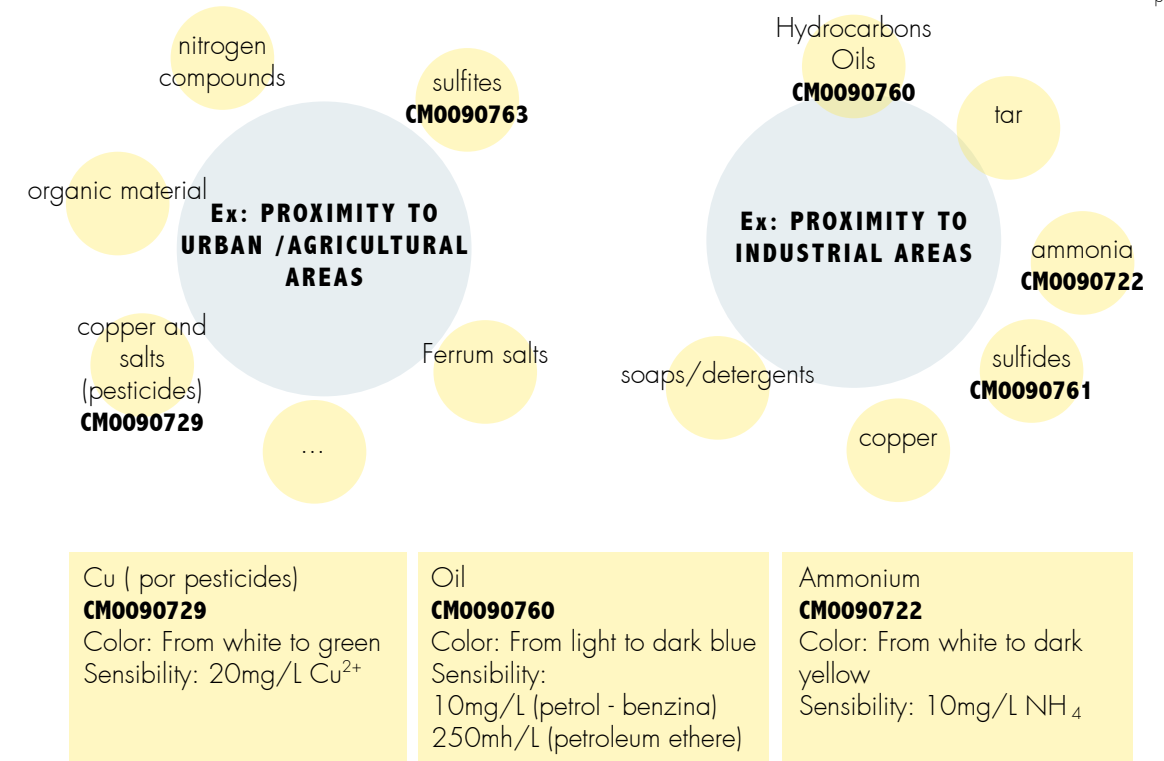 nitrogen
compounds
sulfites
CM0090763
organic material
Ex: PROXIMITY TO
URBAN /AGRICULTURAL
AREAS
copper and
salts
(pesticides)
CM0090729
Ferrum salts
...
Hydrocarbons
Oils
CM0090760
tar
Ex: PROXIMITY TO
INDUSTRIAL AREAS
ammonia
CM0090722
sulfides
CM0090761
soaps/detergents
copper
Cu ( por pesticides)
CM0090729
Color: From white to green
Sensibility: 20mg/L Cu²⁺
Oil
CM0090760
Color: From light to dark blue
Sensibility:
10mg/L (petrol - benzina)
250mh/L (petroleum ethere)
Ammonium
CM0090722
Color: From white to dark
yellow
Sensibility: 10mg/L NH₄